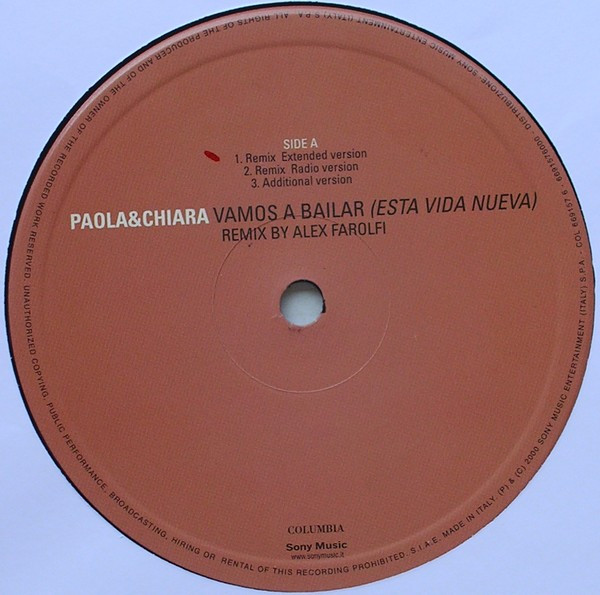 SIDE A
1. Remix Extended version
2. Remix Radio version
3. Additional version
PAOLA&CHIARA VAMOS A BAILAR (ESTA VIDA NUEVA)
REMIX BY ALEX FAROLFI
COLUMBIA
Sony Music
www.sonymusic.it
ALL RIGHTS OF THE PRODUCER AND OF THE OWNER OF THE RECORDED WORK RESERVED. UNAUTHORIZED COPYING, PUBLIC PERFORMANCE, BROADCASTING, HIRING OR RENTAL OF THIS RECORDING PROHIBITED. S.I.A.E. MADE IN ITALY. (P) & (C) 2000 SONY MUSIC ENTERTAINMENT (ITALY) S.P.A. - COL 669157 6 6691576000 - DISTRIBUZIONE: SONY MUSIC ENTERTAINMENT (ITALY) S.P.A.